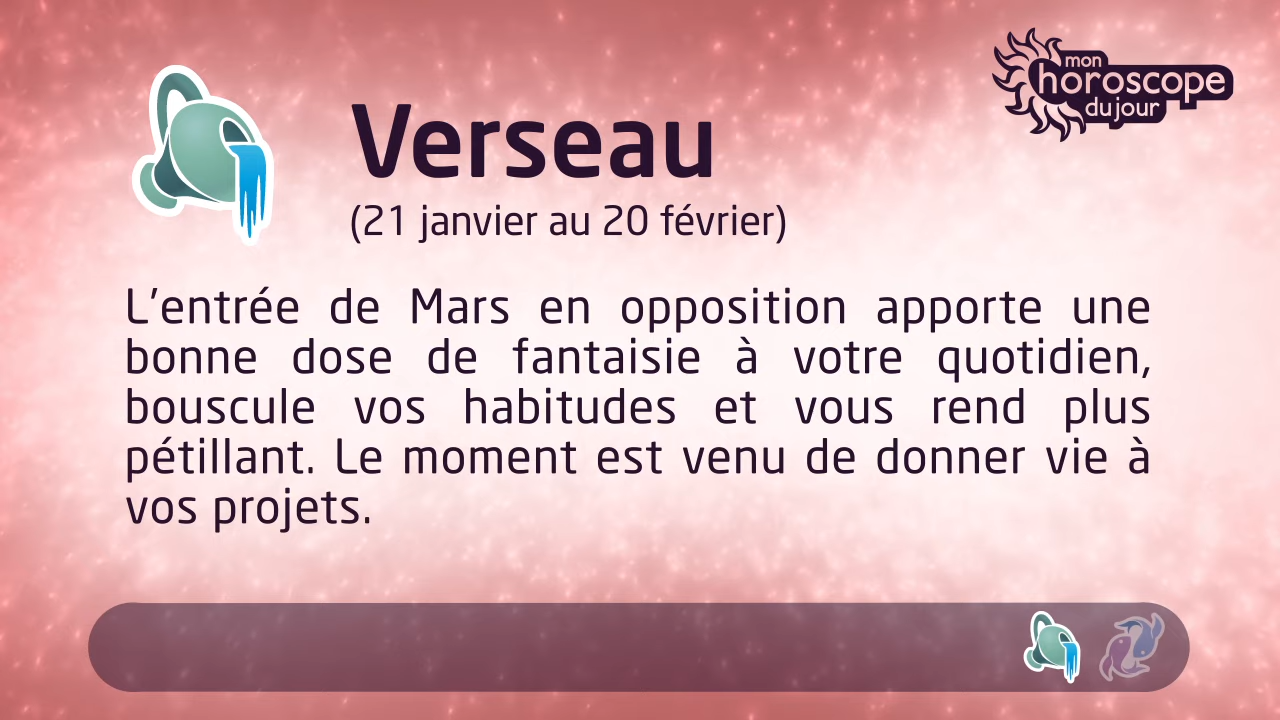 mon
horoscope
du jour
Verseau
(21 janvier au 20 février)
L'entrée de Mars en opposition apporte une
bonne dose de fantaisie à votre quotidien,
bouscule vos habitudes et vous rend plus
pétillant. Le moment est venu de donner vie à
vos projets.